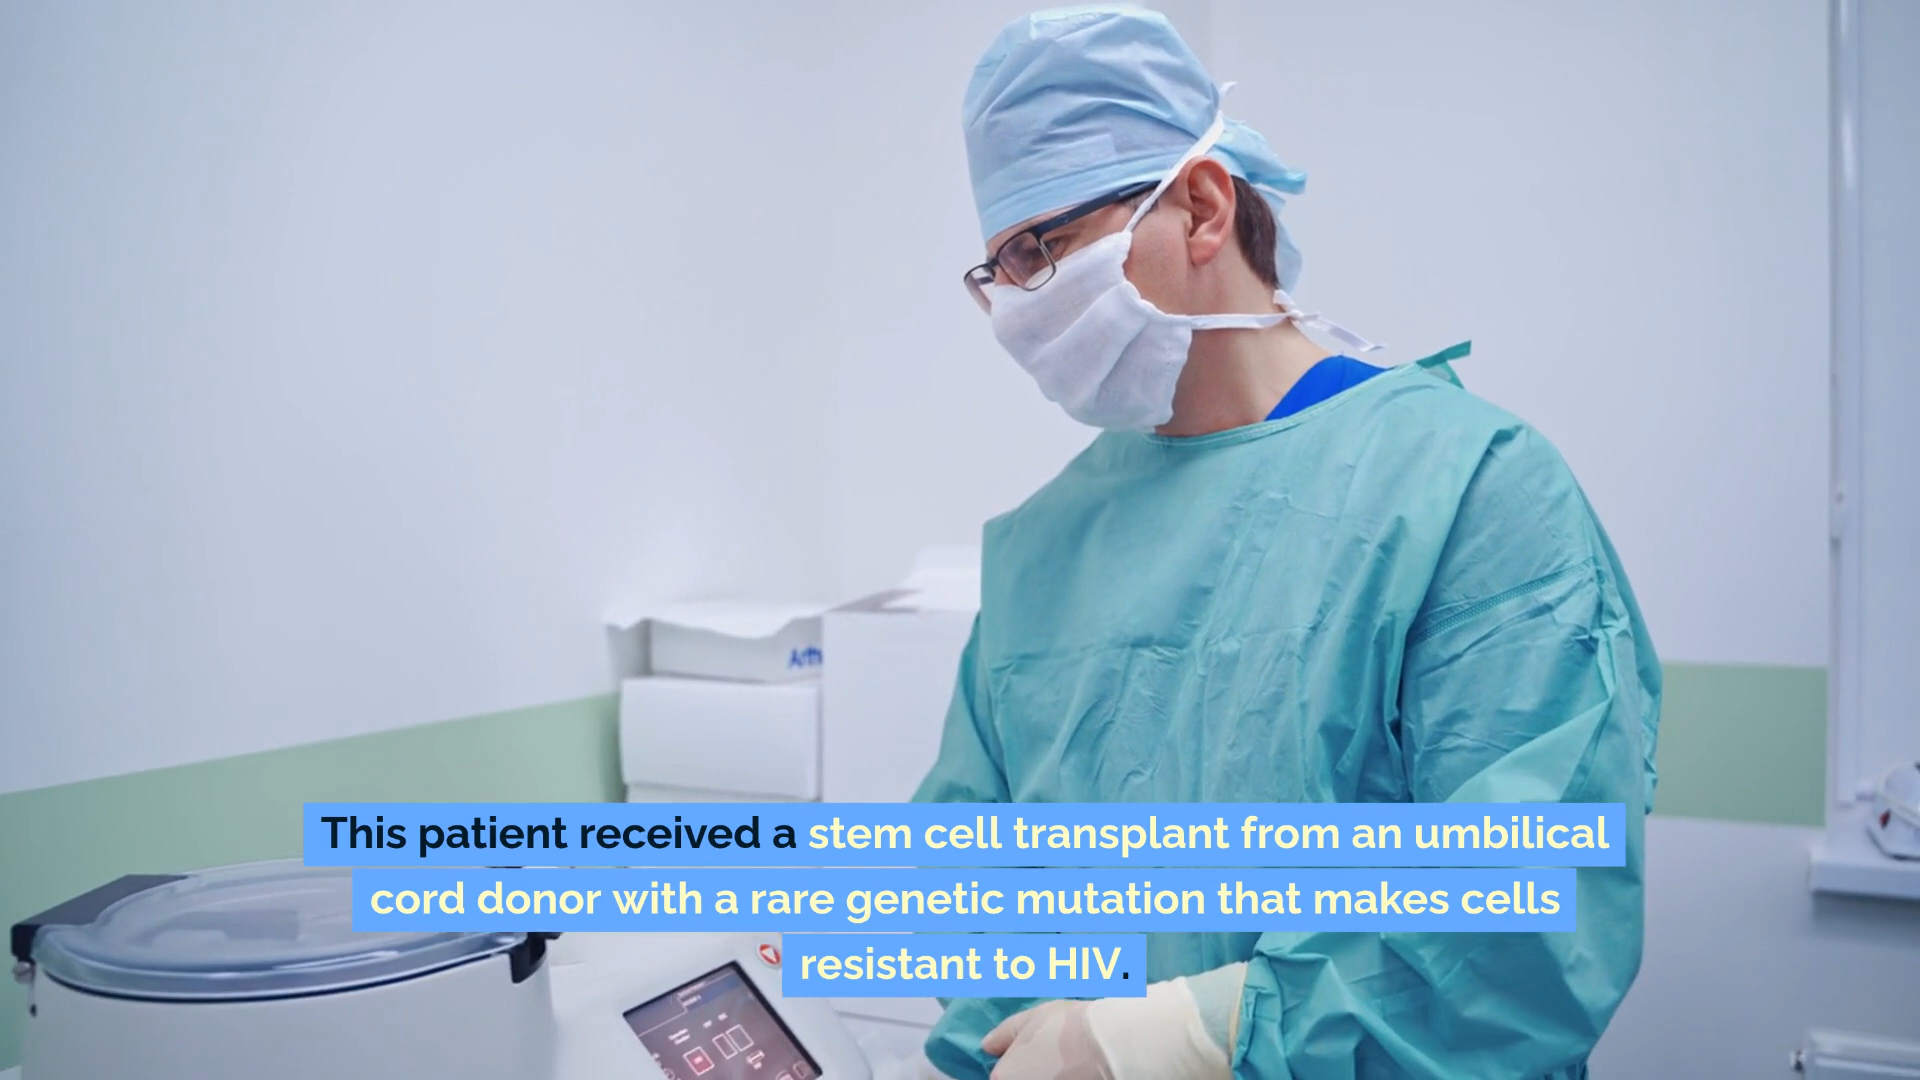 Arth
This patient received a stem cell transplant from an umbilical
cord donor with a rare genetic mutation that makes cells
resistant to HIV.